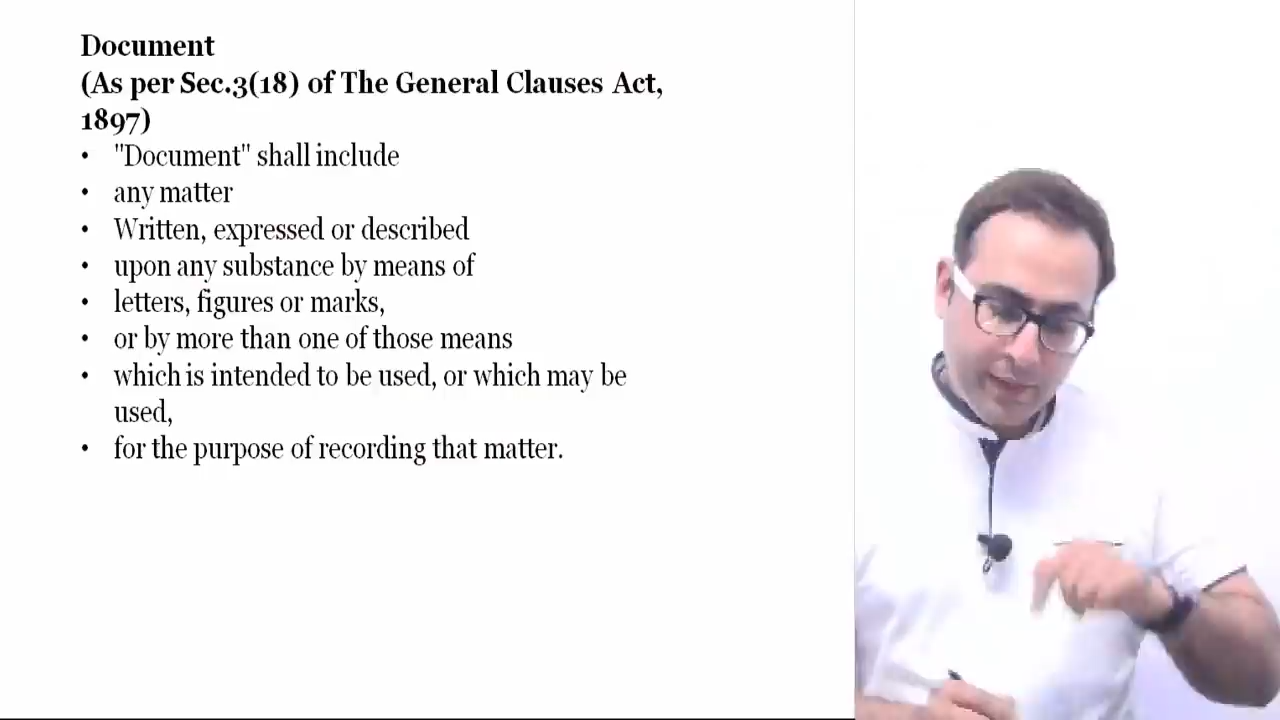 Document
(As per Sec.3(18) of The General Clauses Act,
1897)
• "Document" shall include
• any matter
• Written, expressed or described
• upon any substance by means of
• letters, figures or marks,
• or by more than one of those means
• which is intended to be used, or which may be
used,
• for the purpose of recording that matter.